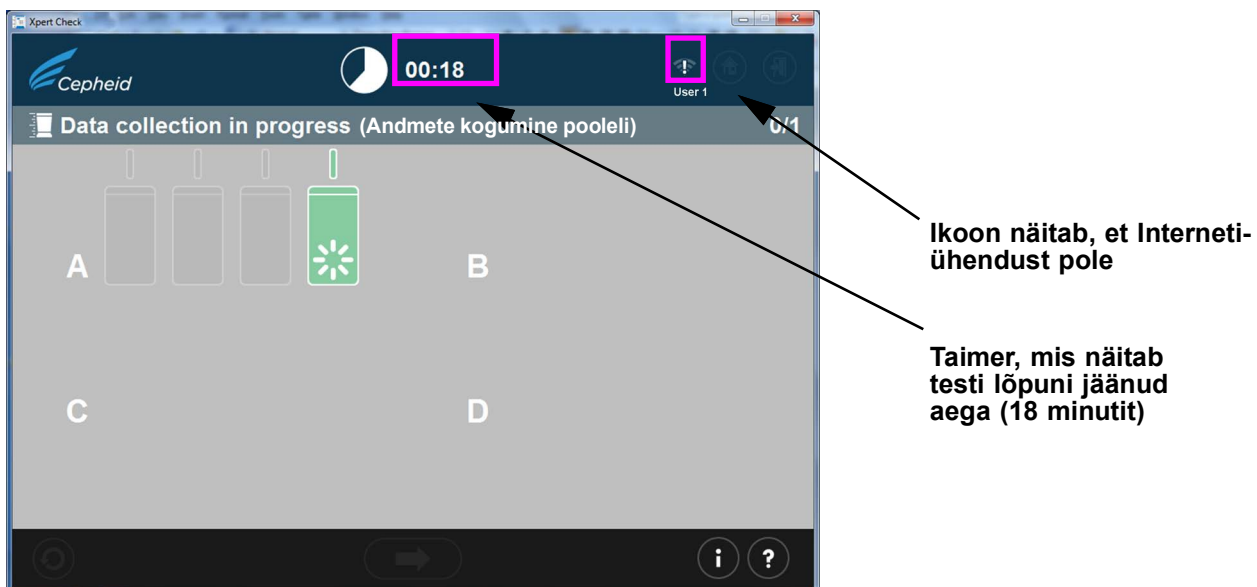 Xpert Check
Cepheid
00:18
User 1
Data collection in progress (Andmete kogumine pooleli)
0/1
A
B
C
D
i
?
Ikoon näitab, et Interneti-
ühendust pole
Taimer, mis näitab
testi lõpuni jäänud
aega (18 minutit)